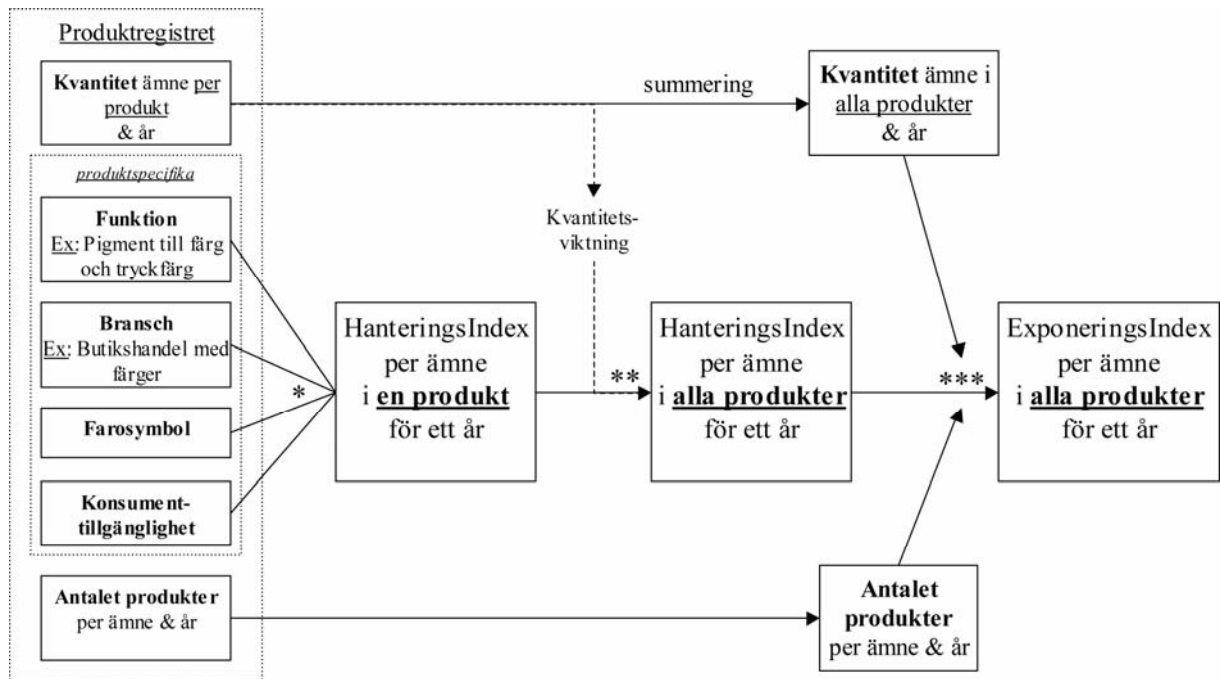 Produktregistret
Kvantitet ämne per
produkt
& år
produktspecifika
Funktion
Ex: Pigment till färg
och tryckfärg
Bransch
Ex: Butikshandel med
färger
Farosymbol
Konsument-
tillgänglighet
Antalet produkter
per ämne & år
*
summering
Kvantitets-
viktning
HanteringsIndex
per ämne
i en produkt
för ett år
**
HanteringsIndex
per ämne
i alla produkter
för ett år
Kvantitet ämne i
alla produkter
& år
***
Antalet
produkter
per ämne & år
ExponeringsIndex
per ämne
i alla produkter
för ett år